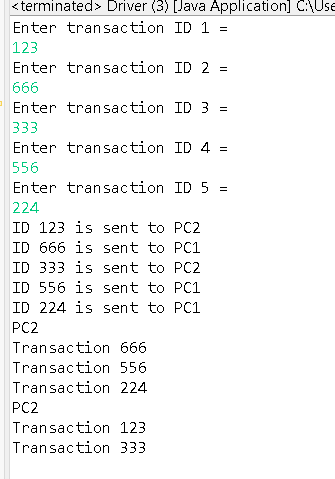 <terminated> Driver (3) [Java Application] C:\Use
Enter transaction ID 1 =
123
Enter transaction ID 2 =
666
Enter transaction ID 3 =
333
Enter transaction ID 4 =
556
Enter transaction ID 5 =
224
ID 123 is sent to PC2
ID 666 is sent to PC1
ID 333 is sent to PC2
ID 556 is sent to PC1
ID 224 is sent to PC1
PC2
Transaction 666
Transaction 556
Transaction 224
PC2
Transaction 123
Transaction 333